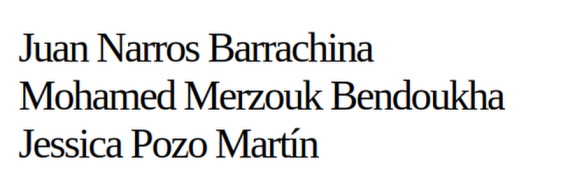 Juan Narros Barrachina
Mohamed Merzouk Bendoukha
Jessica Pozo Martín